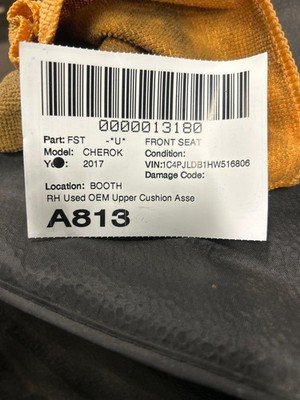 0000013180
Part: FST -*U* FRONT SEAT
Model: CHEROK Condition:
Ye r: 2017 VIN:1C4PJLDB1HW516806
Damage Code:
Location: BOOTH
RH Used OEM Upper Cushion Asse
A813